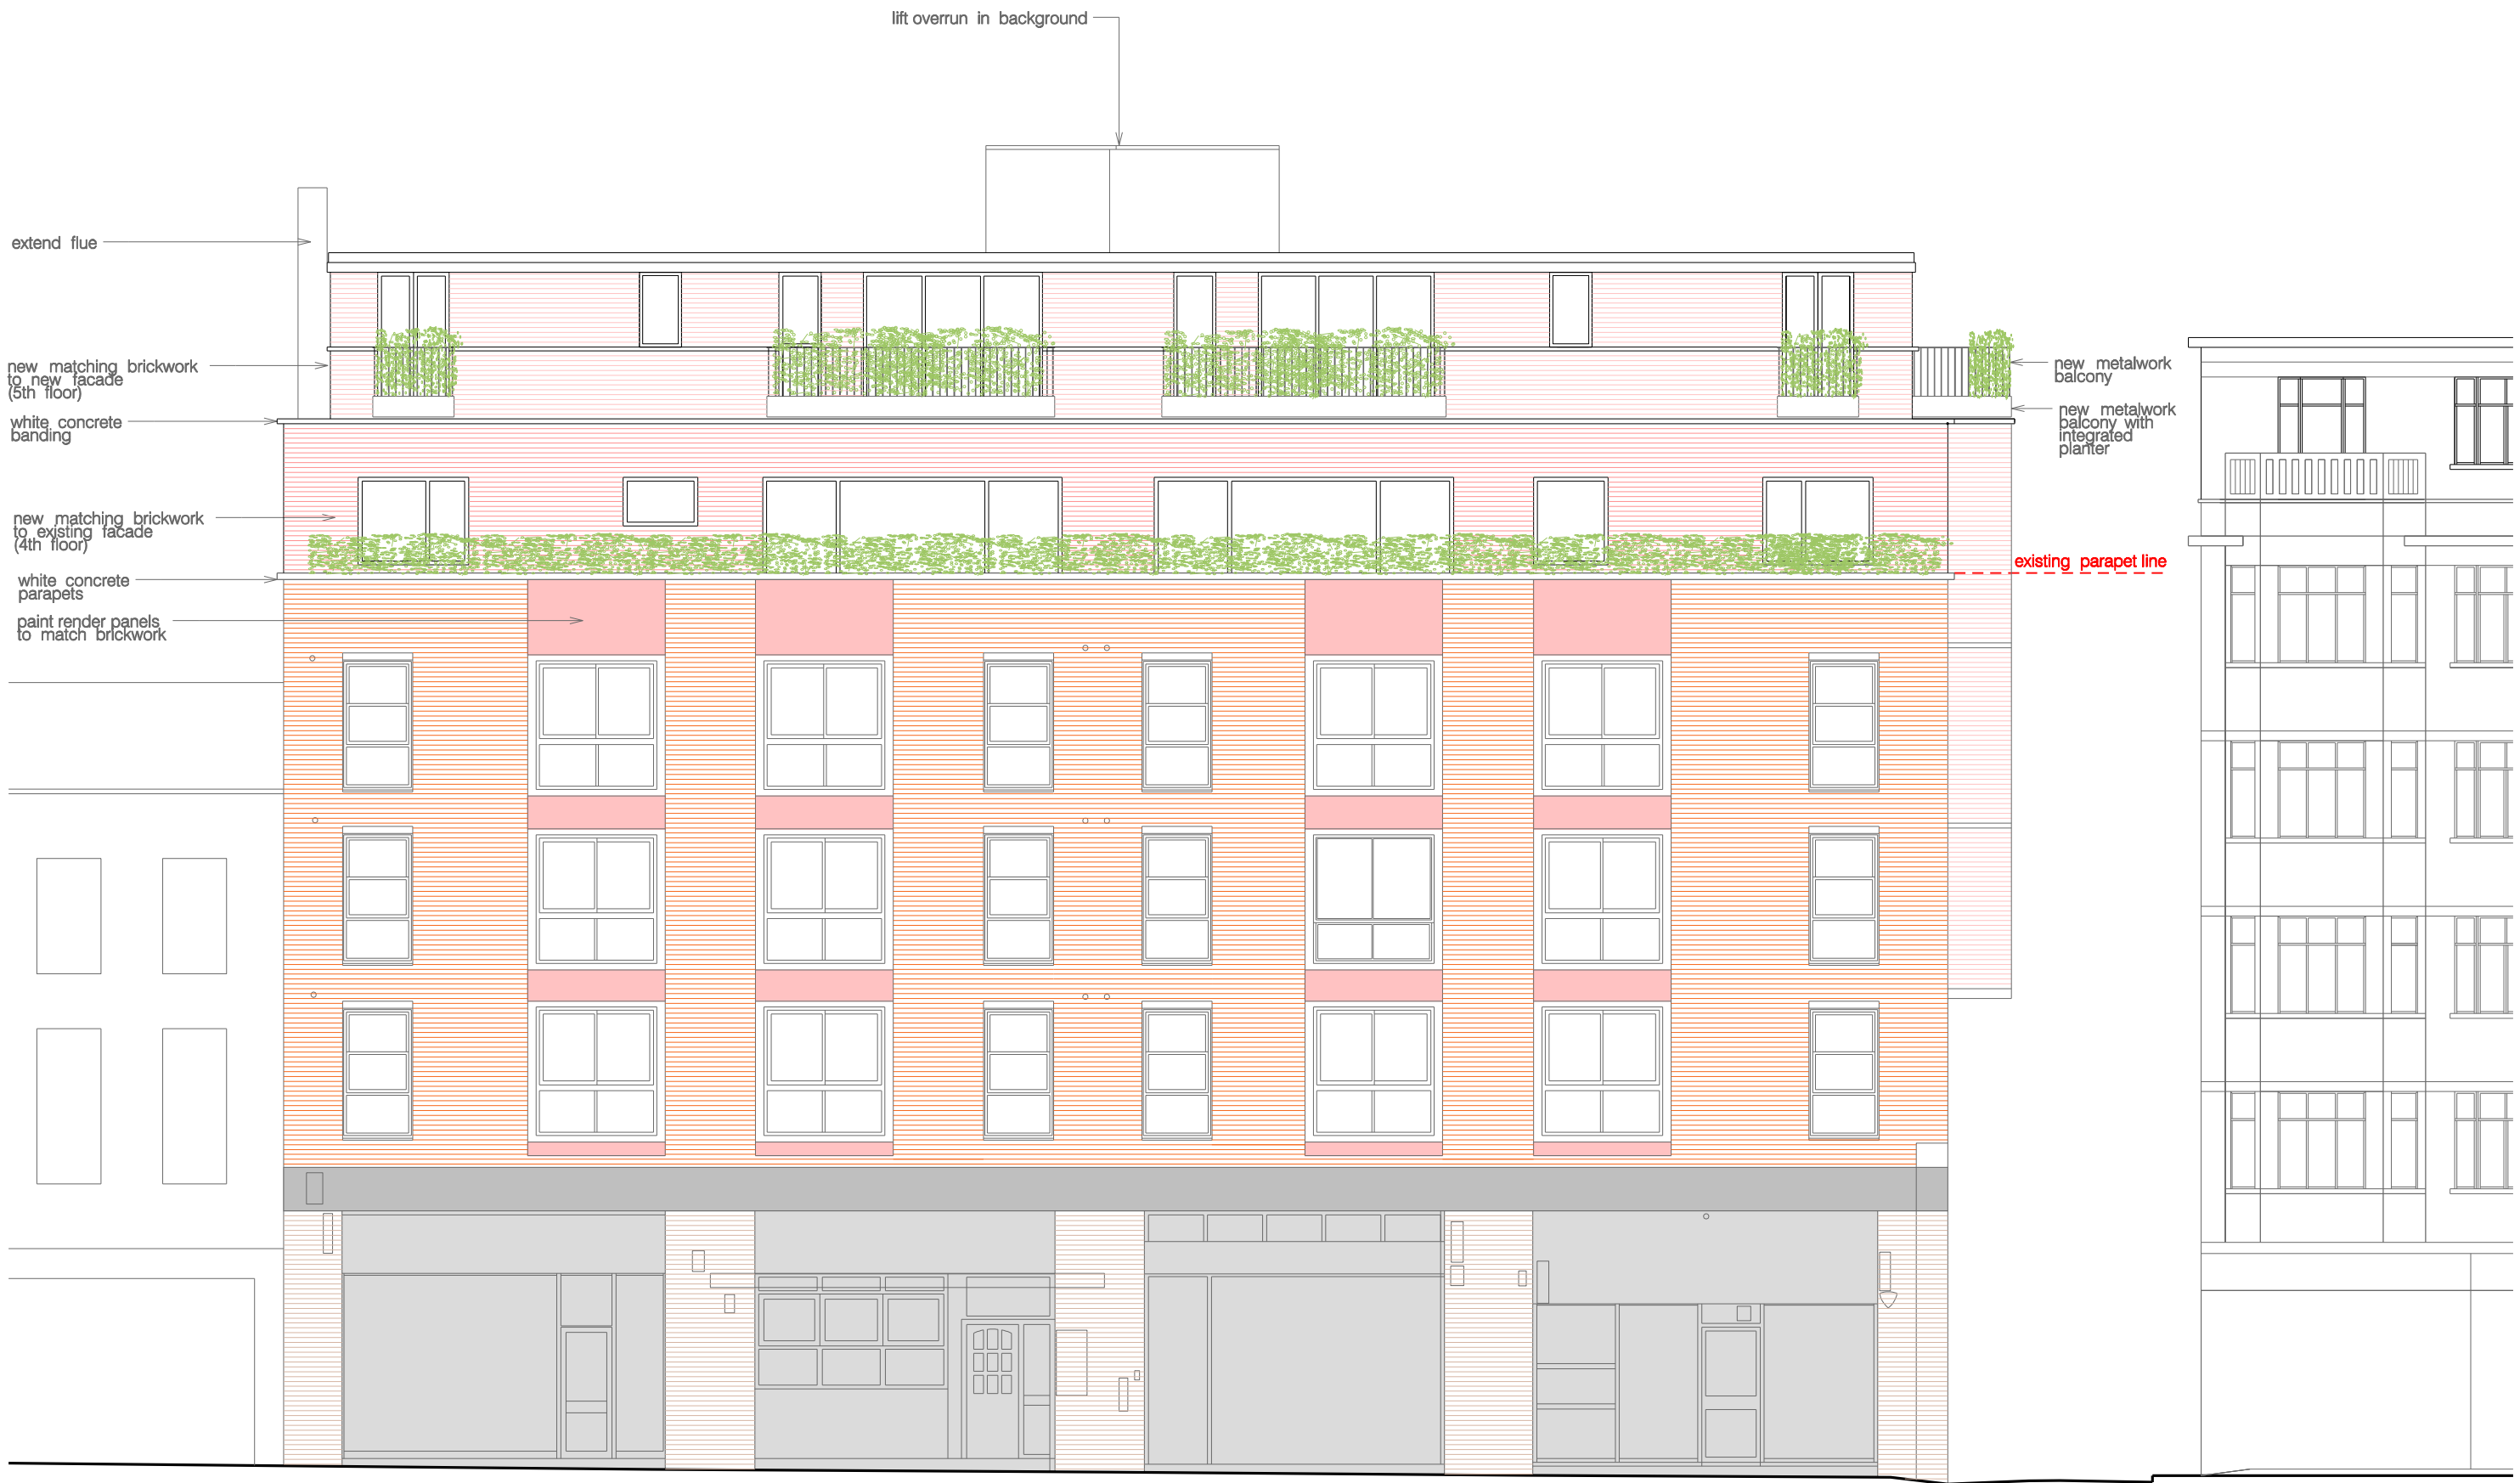 lift overrun in background
extend flue
new matching brickwork
to new facade
(5th floor)
white concrete
banding
new matching brickwork
to existing facade
(4th floor)
white concrete
parapets
paint render panels
to match brickwork
new metalwork
balcony
new metalwork
balcony with
integrated
planter
existing parapet line